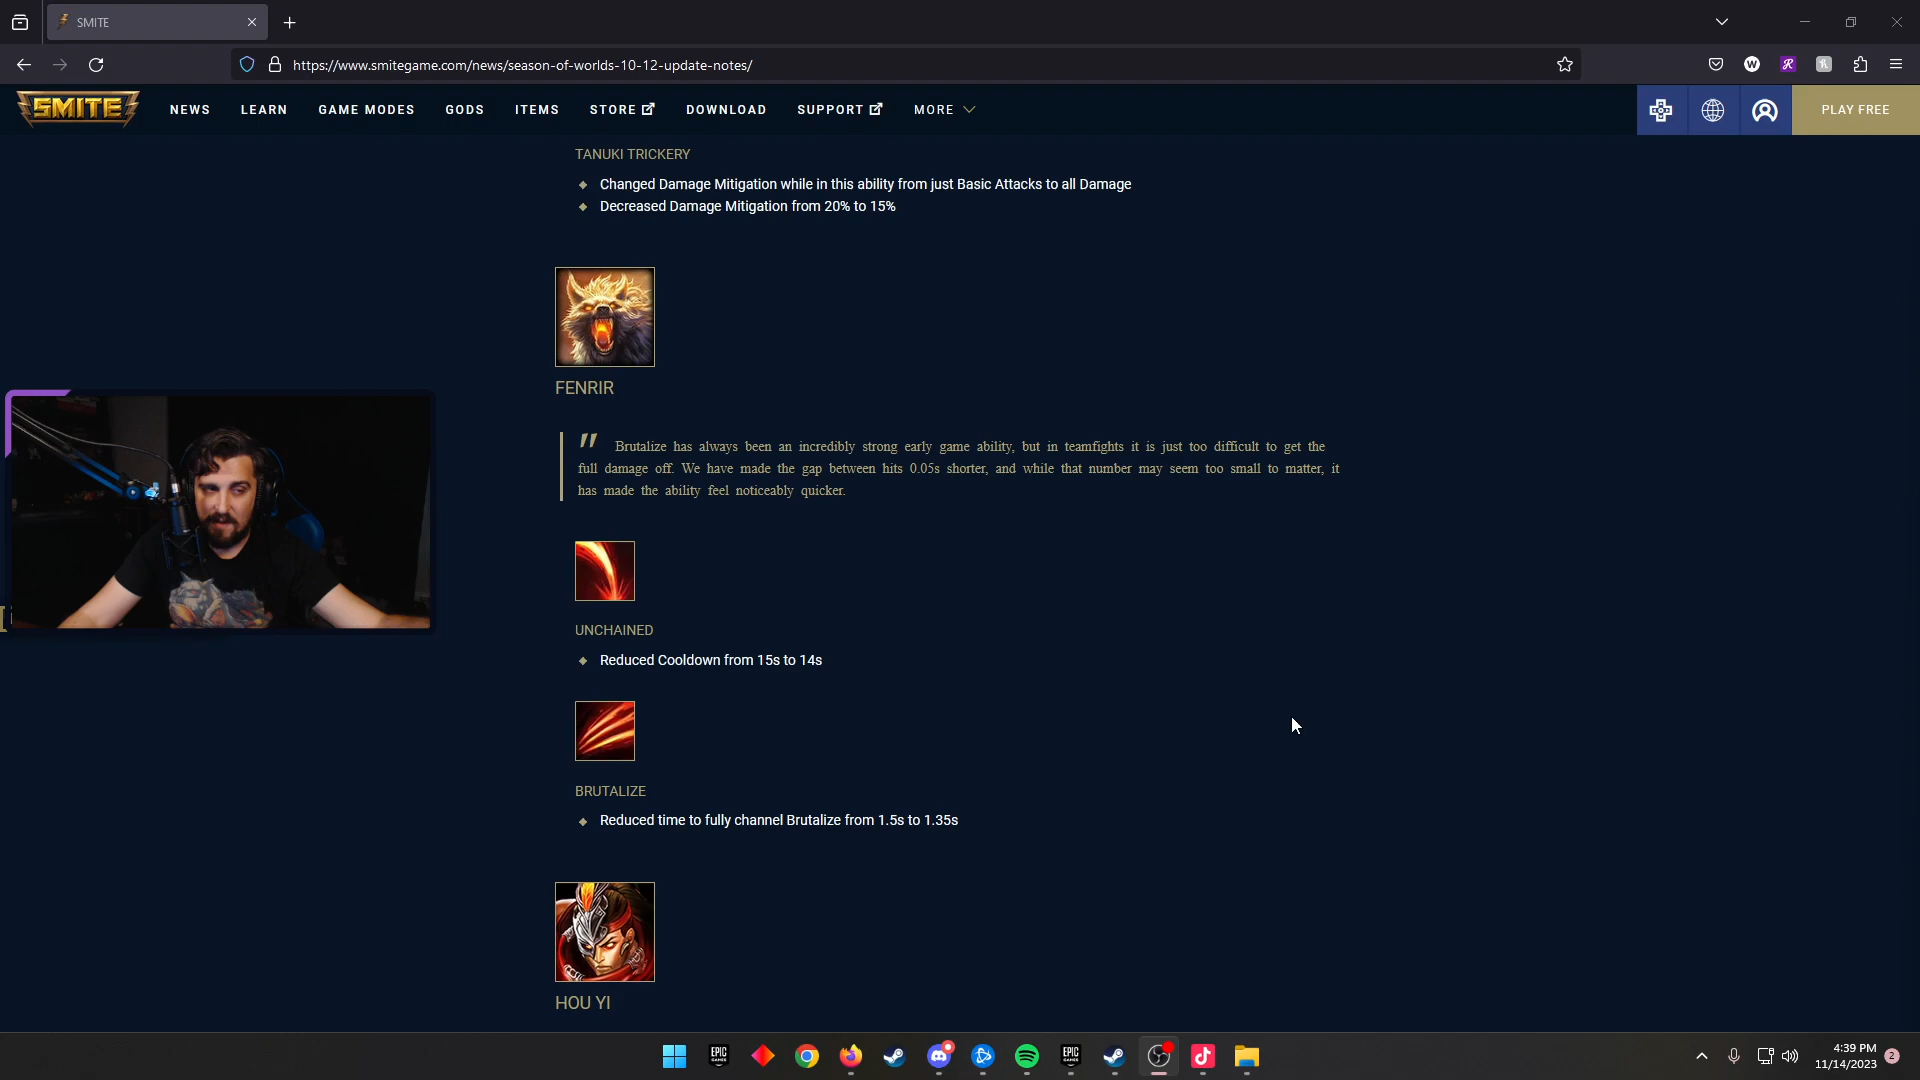 SMITE
https://www.smitegame.com/news/season-of-worlds-10-12-update-notes/
SMITE NEWS LEARN GAME MODES GODS ITEMS STORE DOWNLOAD SUPPORT MORE PLAY FREE
TANUKI TRICKERY
Changed Damage Mitigation while in this ability from just Basic Attacks to all Damage
Decreased Damage Mitigation from 20% to 15%
FENRIR
" Brutalize has always been an incredibly strong early game ability, but in teamfights it is just too difficult to get the
full damage off. We have made the gap between hits 0.05s shorter, and while that number may seem too small to matter, it
has made the ability feel noticeably quicker.
UNCHAINED
Reduced Cooldown from 15s to 14s
BRUTALIZE
Reduced time to fully channel Brutalize from 1.5s to 1.35s
HOU YI
EPIC GAMES
EPIC GAMES
4:39 PM
11/14/2023
2